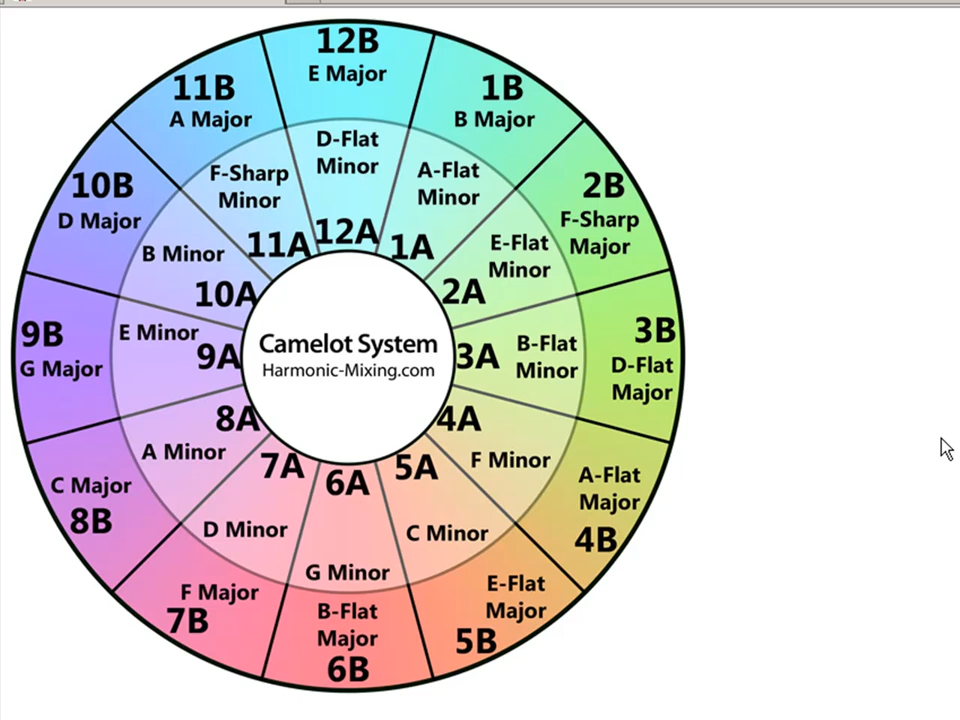 12B
E Major
1B
B Major
2B
F-Sharp
Major
3B
D-Flat
Major
A-Flat
Major
4B
E-Flat
Major
5B
B-Flat
Major
6B
F Major
7B
C Major
8B
9B
G Major
10B
D Major
11B
A Major
D-Flat
Minor
12A
A-Flat
Minor
1A
E-Flat
Minor
2A
B-Flat
Minor
3A
4A
F Minor
5A
C Minor
6A
G Minor
7A
D Minor
8A
A Minor
E Minor
9A
B Minor
10A
F-Sharp
Minor
11A
Camelot System
Harmonic-Mixing.com